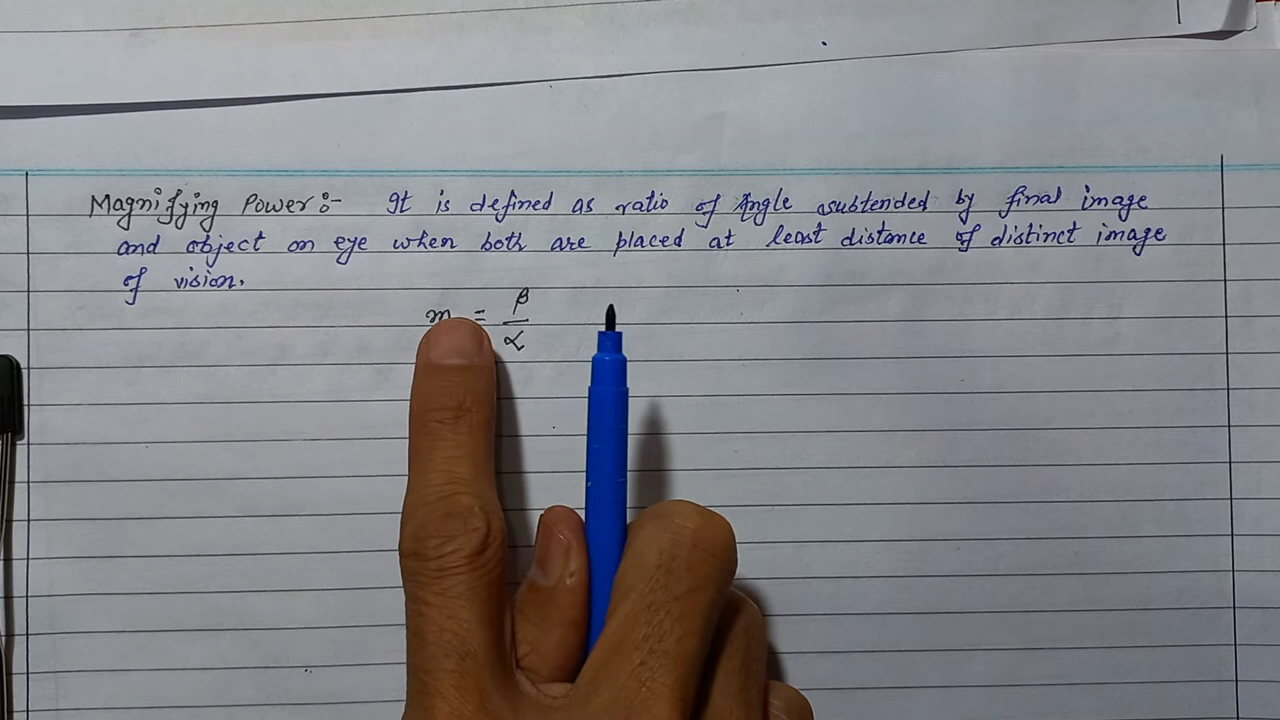 Magnifying Power :- It is defined as ratio of Angle subtended by final image
and object on eye when both are placed at least distance of distinct image
of vision.
m = β/α